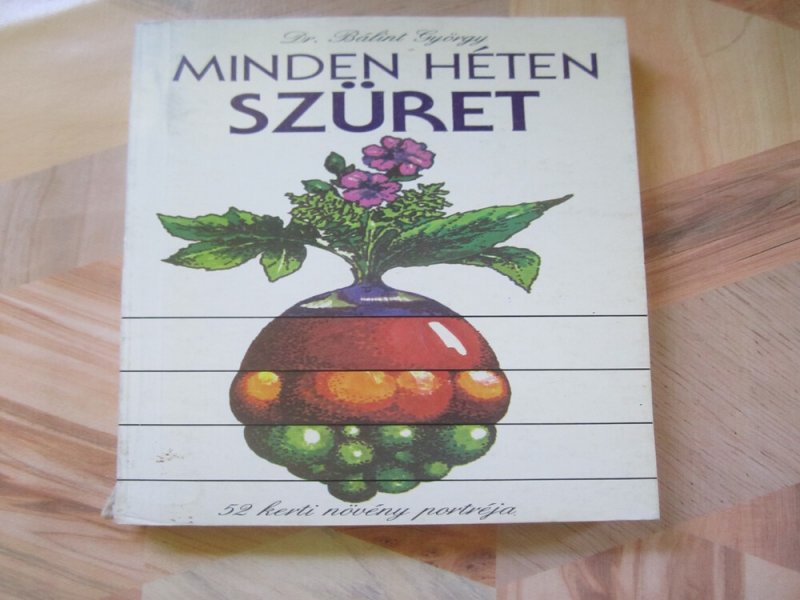 Dr. Bálint György
MINDEN HÉTEN
SZÜRET
52 kerti növény portréja